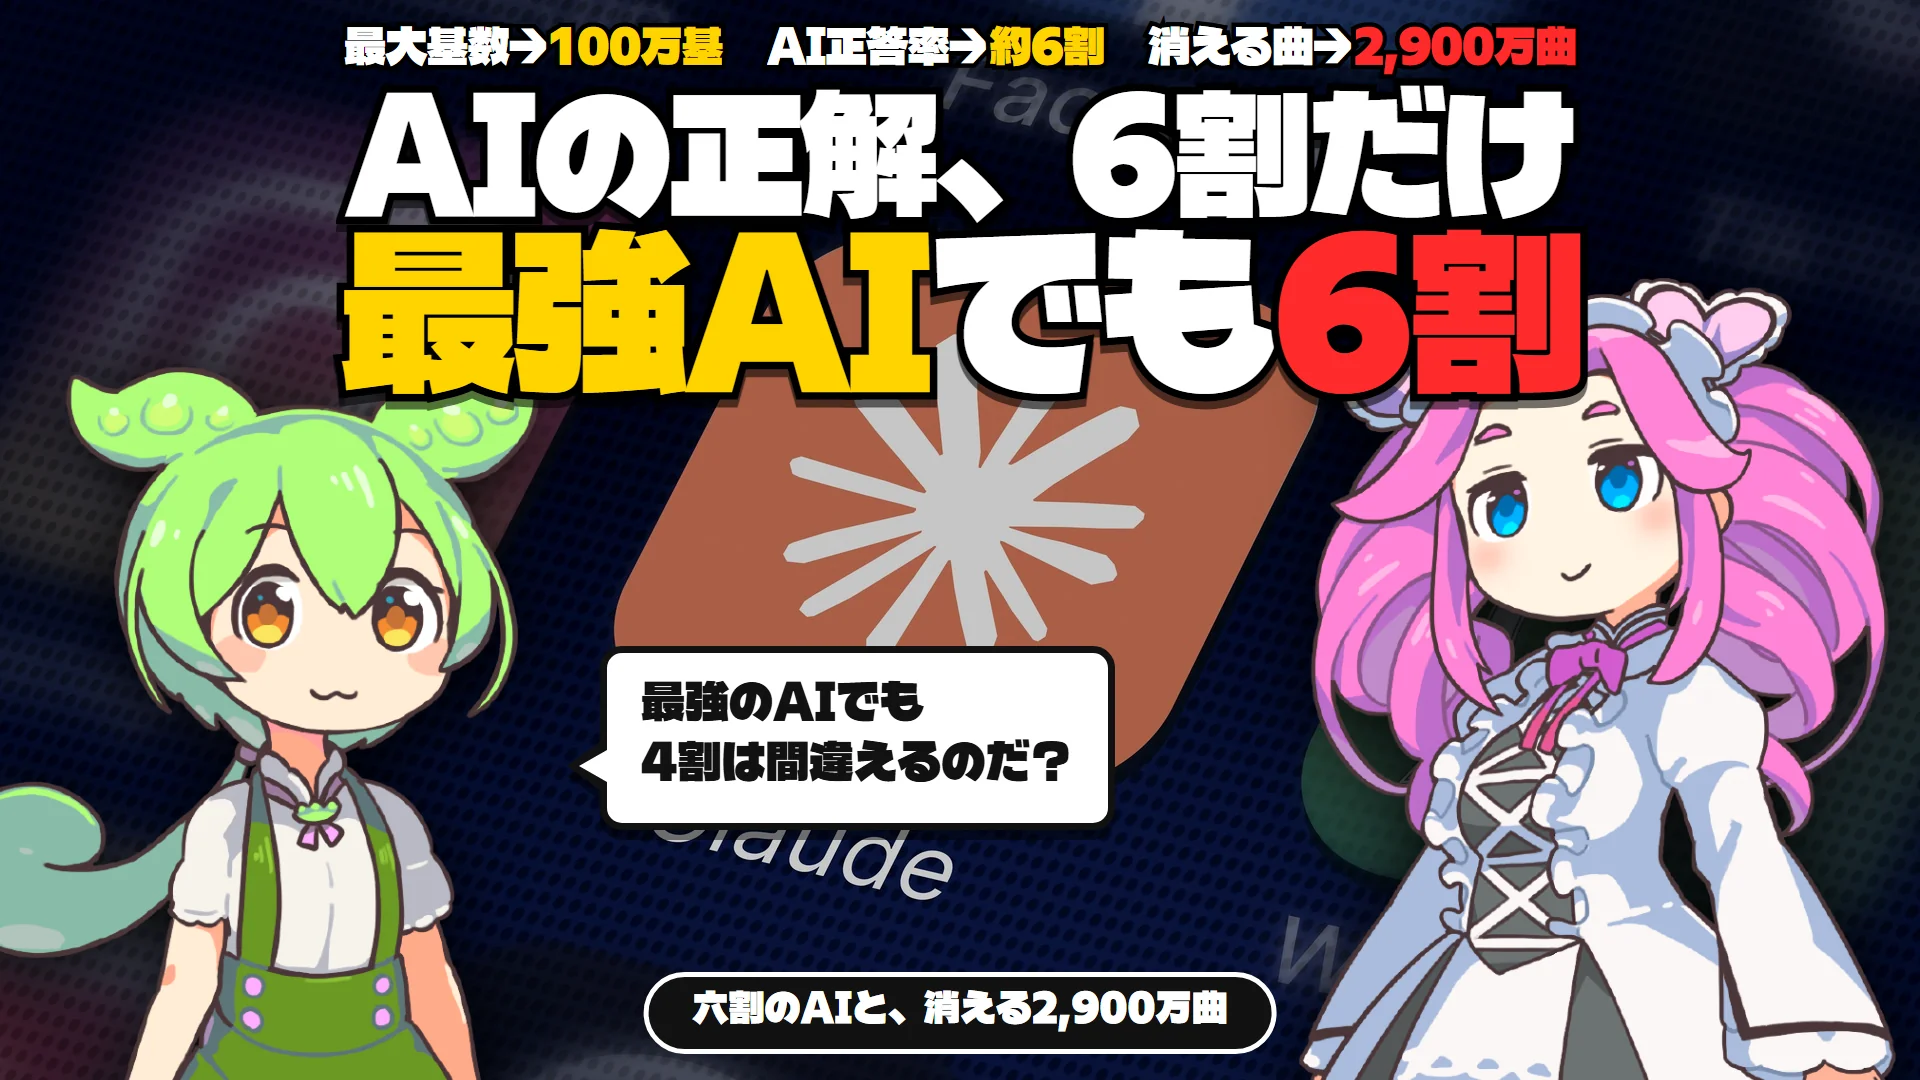 最大基数→100万基 AI正答率→約6割 消える曲→2,900万曲
AIの正解、6割だけ
最強AIでも6割
最強のAIでも
4割は間違えるのだ?
Claude
六割のAIと、消える2,900万曲